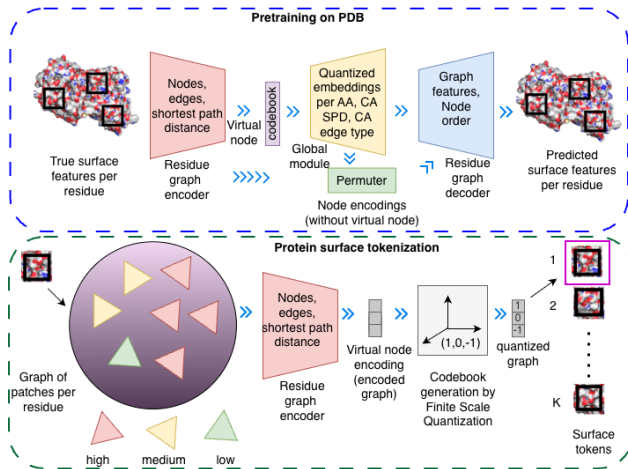 Pretraining on PDB
True surface
features per
residue
Nodes,
edges,
shortest path
distance
Residue
graph encoder
Virtual
node
codebook
Global
module
Quantized
embeddings
per AA, CA
SPD, CA
edge type
Permuter
Node encodings
(without virtual node)
Graph
features,
Node
order
Residue
graph
decoder
Predicted
surface features
per residue
Protein surface tokenization
Graph of
patches per
residue
high
medium
low
Nodes,
edges,
shortest path
distance
Residue graph
encoder
Virtual node
encoding
(encoded
graph)
(1,0,-1)
Codebook
generation by
Finite Scale
Quantization
1
0
-1
quantized
graph
1
2
K
Surface
tokens